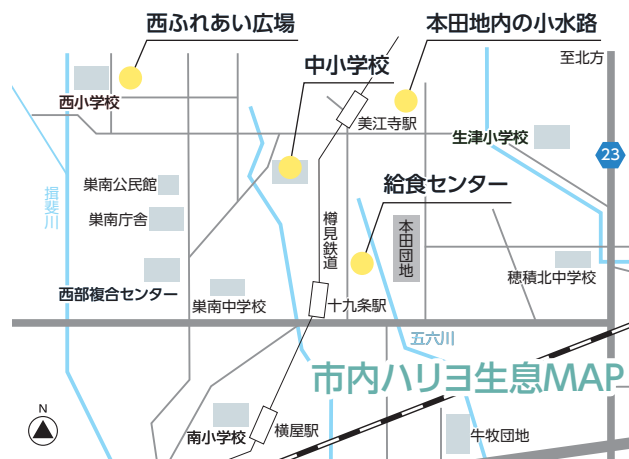 西ふれあい広場
本田地内の小水路
中小学校
至北方
西小学校
美江寺駅
生津小学校
23
巣南公民館
給食センター
揖斐川
巣南庁舎
樽見鉄道
本田団地
西部複合センター
穂積北中学校
巣南中学校
十九条駅
五六川
市内ハリヨ生息MAP
N
南小学校
横屋駅
牛牧団地